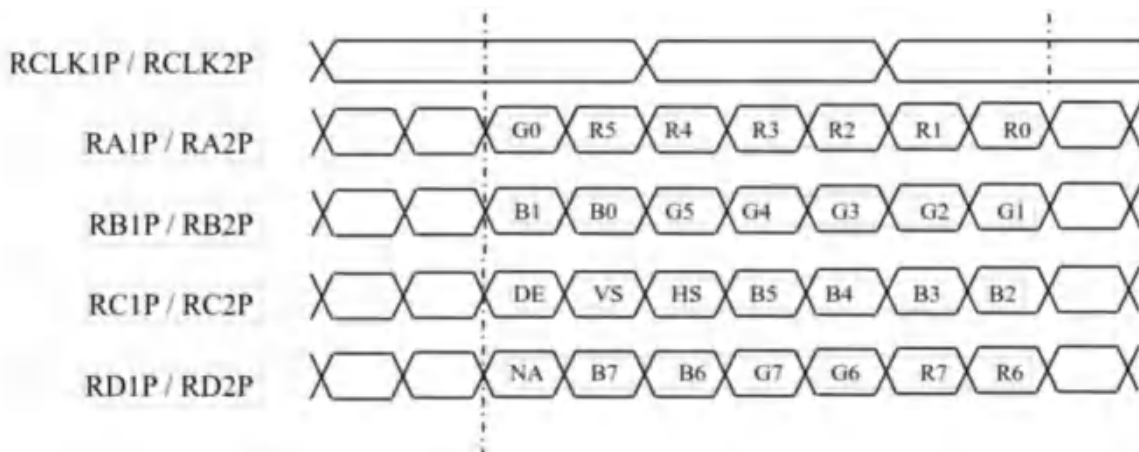 RCLK1P / RCLK2P
RA1P / RA2P G0 R5 R4 R3 R2 R1 R0
RB1P / RB2P B1 B0 G5 G4 G3 G2 G1
RC1P / RC2P DE VS HS B5 B4 B3 B2
RD1P / RD2P NA B7 B6 G7 G6 R7 R6